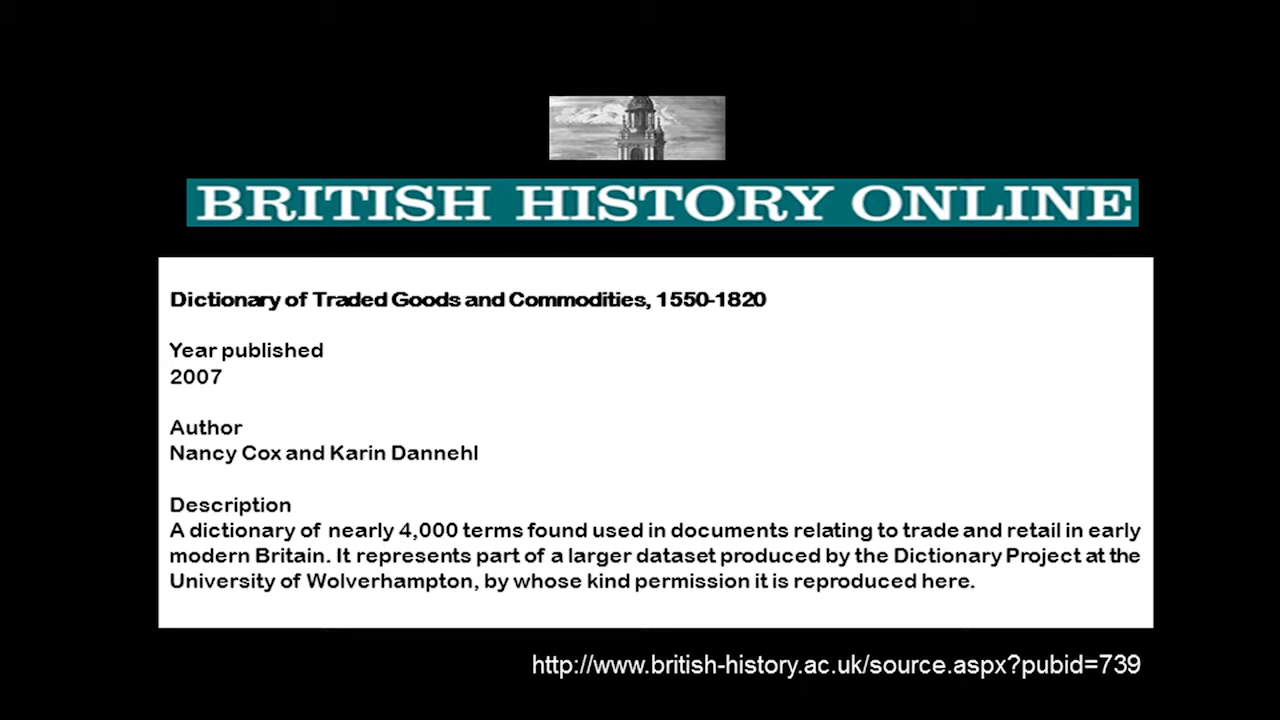 BRITISH HISTORY ONLINE
Dictionary of Traded Goods and Commodities, 1550-1820
Year published
2007
Author
Nancy Cox and Karin Dannehl
Description
A dictionary of nearly 4,000 terms found used in documents relating to trade and retail in early
modern Britain. It represents part of a larger dataset produced by the Dictionary Project at the
University of Wolverhampton, by whose kind permission it is reproduced here.
http://www.british-history.ac.uk/source.aspx?pubid=739